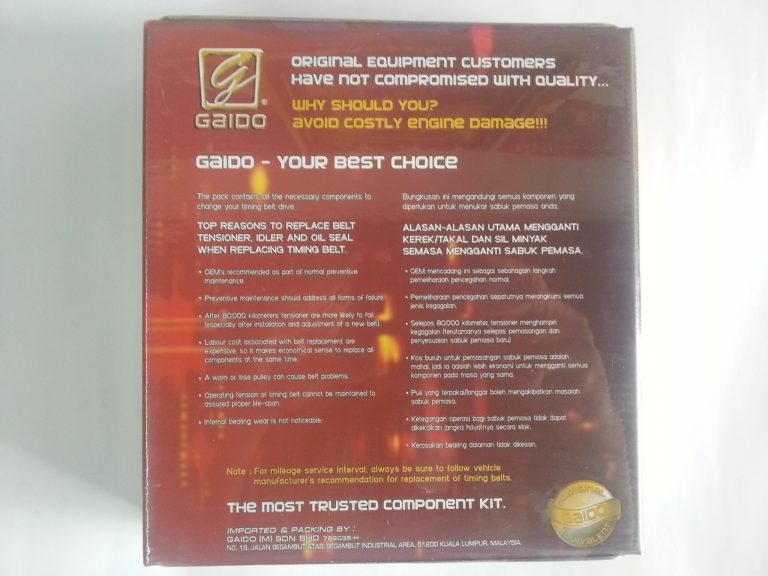 GAIDO
®
ORIGINAL EQUIPMENT CUSTOMERS
HAVE NOT COMPROMISED WITH QUALITY...
WHY SHOULD YOU?
AVOID COSTLY ENGINE DAMAGE!!!
GAIDO - YOUR BEST CHOICE
The pack contains all the necessary components to
change your timing belt drive.
TOP REASONS TO REPLACE BELT
TENSIONER, IDLER AND OIL SEAL
WHEN REPLACING TIMING BELT.
• OEM's recommended as part of normal preventive
maintenance.
• Preventive maintenance should address all forms of failure.
• After 80,000 kilometers tensioner are more likely to fail
(especially after installation and adjustment of a new belt)
• Labour cost associated with belt replacement are
expensive, so it makes economical sense to replace all
components at the same time.
• A worn or lose pulley can cause belt problems.
• Operating tension of timing belt cannot be maintained to
assured proper life-span.
• Internal bearing wear is not noticeable.
Bungkusan ini mengandungi semua komponen yang
diperlukan untuk menukar sabuk pemasa anda.
ALASAN-ALASAN UTAMA MENGGANTI
KEREK/TAKAL DAN SIL MINYAK
SEMASA MENGGANTI SABUK PEMASA.
• OEM mencadang ini sebagai sebahagian langkah
pemeliharaan pencegahan normal.
• Pemeliharaan pencegahan sepatutnya merangkumi semua
jenis kegagalan.
• Selepas 80,000 kilometer, tensioner menghampiri
kegagalan (terutamanya selepas pemasangan dan
penyesuaian sabuk pemasa baru)
• Kos buruh untuk pemasangan sabuk pemasa adalah
mahal, jadi ia adalah lebih ekonomi untuk mengganti semua
komponen pada masa yang sama.
• Puli yang terpakai/longgar boleh mengakibatkan masalah
sabuk pemasa.
• Ketegangan operasi bagi sabuk pemasa tidak dapat
dikekalkan jangka hayatnya secara elok.
• Kerosakan bearing dalaman tidak dikesan.
Note : For mileage service interval, always be sure to follow vehicle
manufacturer's recommendation for replacement of timing belts.
THE MOST TRUSTED COMPONENT KIT.
IMPORTED & PACKING BY :
GAIDO (M) SDN BHD 782036-H
NO. 19, JALAN SEGAMBUT ATAS, SEGAMBUT INDUSTRIAL AREA, 51200 KUALA LUMPUR, MALAYSIA.
ORIGINAL
GAIDO
EQUIVALENT